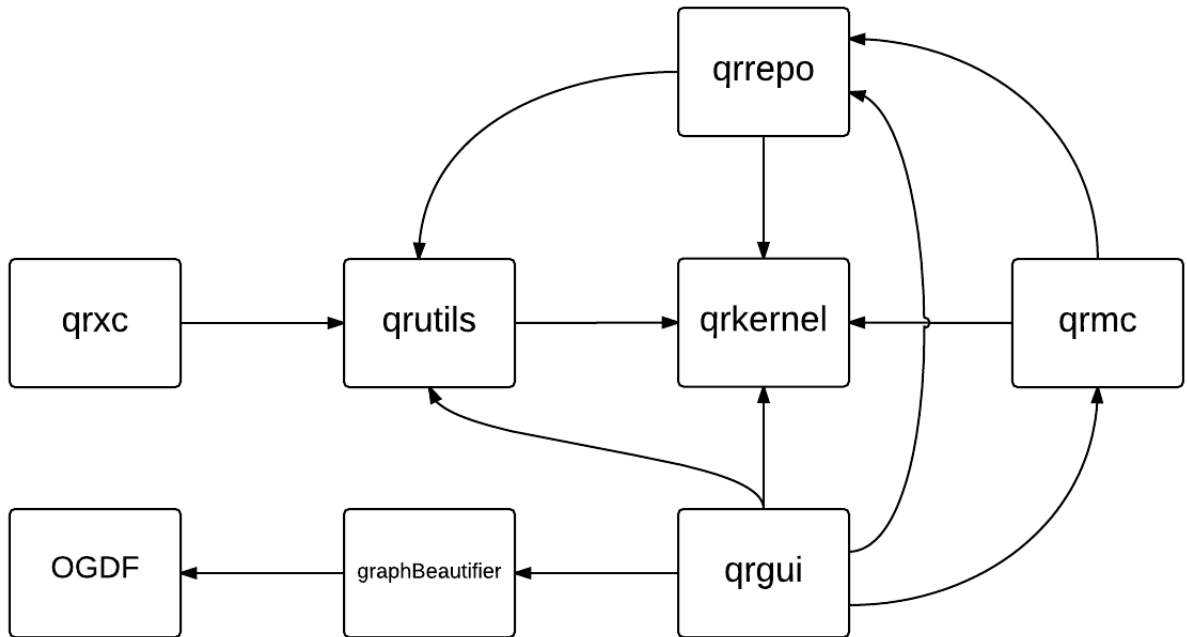 qrrepo
qrxc
qrutils
qrkernel
qrmc
OGDF
graphBeautifier
qrgui